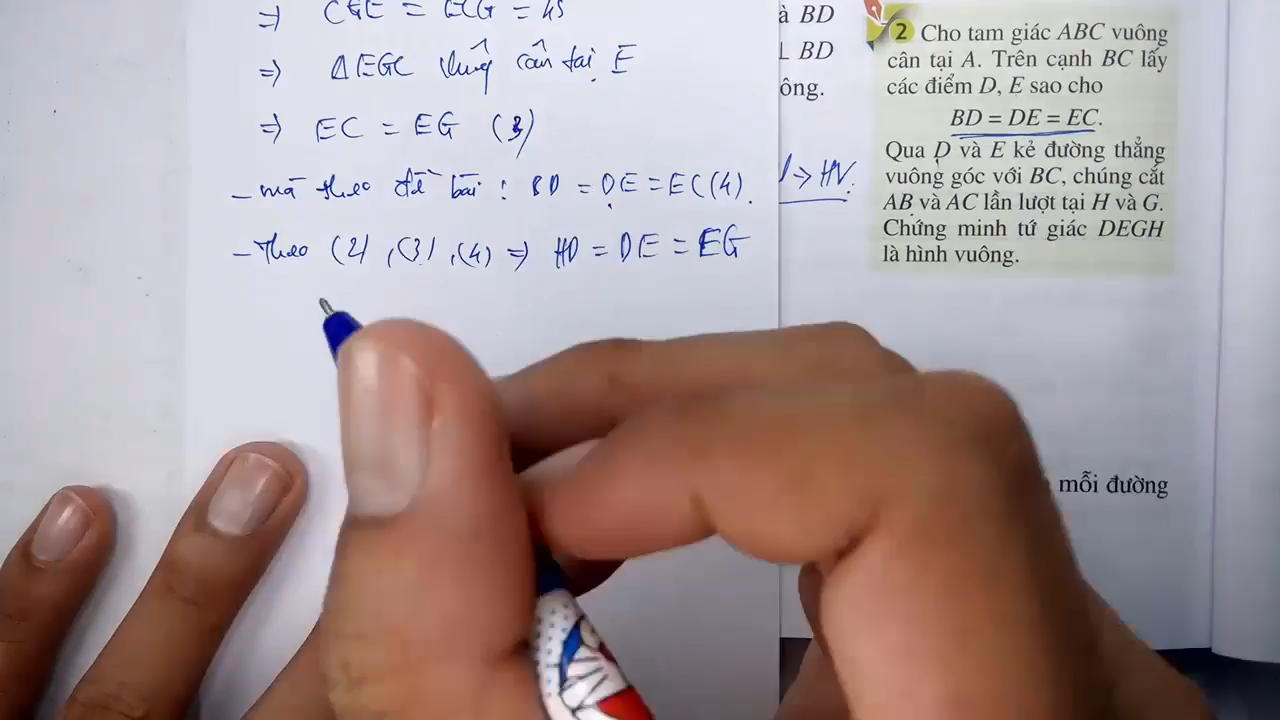 => CGE = ECG = 45
=> ΔEGC vuông cân tại E
=> EC = EG (3)
- mà theo đề bài : BD = DE = EC (4).
- Theo (2), (3), (4) => HD = DE = EG
à BD
⊥ BD
ông.
-> HV.
2 Cho tam giác ABC vuông
cân tại A. Trên cạnh BC lấy
các điểm D, E sao cho
BD = DE = EC.
Qua D và E kẻ đường thẳng
vuông góc với BC, chúng cắt
AB và AC lần lượt tại H và G.
Chứng minh tứ giác DEGH
là hình vuông.
mỗi đường